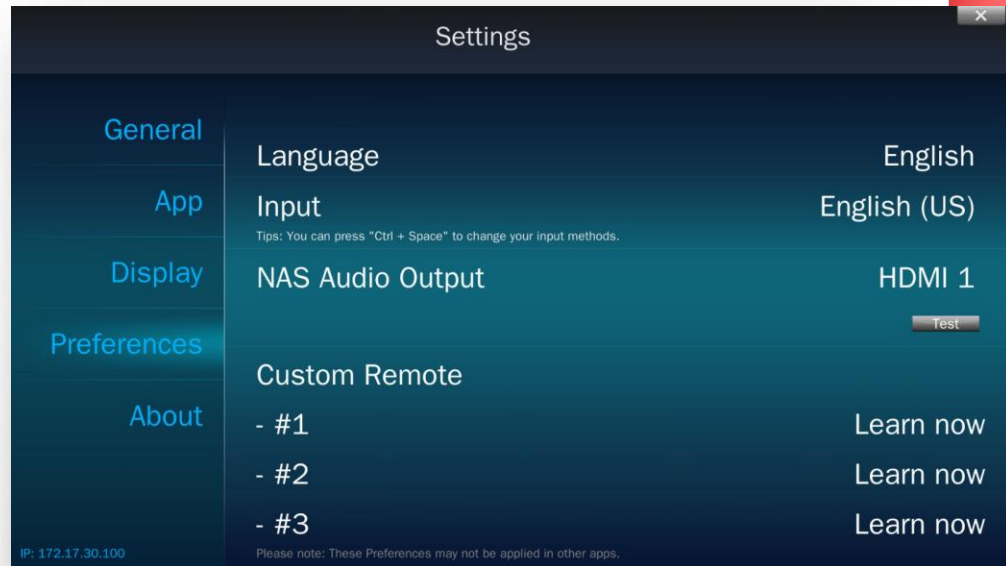 Settings
General
App
Display
Preferences
About
IP: 172.17.30.100
Language English
Input English (US)
Tips: You can press "Ctrl + Space" to change your input methods.
NAS Audio Output HDMI 1
Test
Custom Remote
- #1 Learn now
- #2 Learn now
- #3 Learn now
Please note: These Preferences may not be applied in other apps.